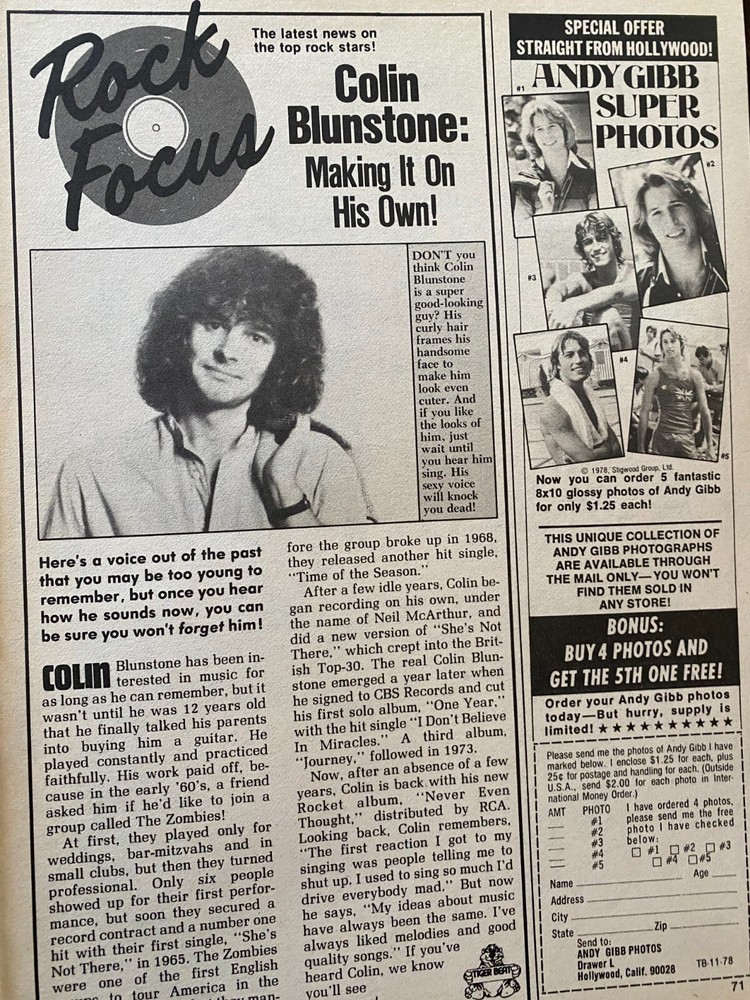 Rock
Focus
The latest news on
the top rock stars!
Colin
Blunstone:
Making It On
His Own!
DON'T you
think Colin
Blunstone
is a super
good-looking
guy? His
curly hair
frames his
handsome
face to
make him
look even
cuter. And
if you like
the looks of
him, just
wait until
you hear him
sing. His
sexy voice
will knock
you dead!
Here's a voice out of the past
that you may be too young to
remember, but once you hear
how he sounds now, you can
be sure you won't forget him!
COLIN Blunstone has been in-
terested in music for
as long as he can remember, but it
wasn't until he was 12 years old
that he finally talked his parents
into buying him a guitar. He
played constantly and practiced
faithfully. His work paid off, be-
cause in the early '60's, a friend
asked him if he'd like to join a
group called The Zombies!
At first, they played only for
weddings, bar-mitzvahs and in
small clubs, but then they turned
professional. Only six people
showed up for their first perfor-
mance, but soon they secured a
record contract and a number one
hit with their first single, "She's
Not There," in 1965. The Zombies
were one of the first English
to tour America in the
fore the group broke up in 1968,
they released another hit single,
"Time of the Season."
After a few idle years, Colin be-
gan recording on his own, under
the name of Neil McArthur, and
did a new version of "She's Not
There," which crept into the Brit-
ish Top-30. The real Colin Blun-
stone emerged a year later when
he signed to CBS Records and cut
his first solo album, "One Year,"
with the hit single "I Don't Believe
In Miracles." A third album,
"Journey," followed in 1973.
Now, after an absence of a few
years, Colin is back with his new
Rocket album, "Never Even
Thought," distributed by RCA.
Looking back, Colin remembers,
"The first reaction I got to my
singing was people telling me to
shut up. I used to sing so much I'd
drive everybody mad." But now
he says, "My ideas about music
have always been the same. I've
always liked melodies and good
quality songs." If you've
heard Colin, we know
you'll see
TIGER BEAT
SPECIAL OFFER
STRAIGHT FROM HOLLYWOOD!
ANDY GIBB
SUPER
PHOTOS
#1
#2
#3
#4
#5
© 1978, Stigwood Group, Ltd.
Now you can order 5 fantastic
8x10 glossy photos of Andy Gibb
for only $1.25 each!
THIS UNIQUE COLLECTION OF
ANDY GIBB PHOTOGRAPHS
ARE AVAILABLE THROUGH
THE MAIL ONLY—YOU WON'T
FIND THEM SOLD IN
ANY STORE!
BONUS:
BUY 4 PHOTOS AND
GET THE 5TH ONE FREE!
Order your Andy Gibb photos
today—But hurry, supply is
limited! ★★★★★★★★★★
Please send me the photos of Andy Gibb I have
marked below. I enclose $1.25 for each, plus
25¢ for postage and handling for each. (Outside
U.S.A., send $2.00 for each photo in Inter-
national Money Order.)
AMT PHOTO
#1
#2
#3
#4
#5
I have ordered 4 photos,
please send me the free
photo I have checked
below:
□ #1 □ #2 □ #3
□ #4 □ #5
Name Age
Address
City
State Zip
Send to:
ANDY GIBB PHOTOS
Drawer L
Hollywood, Calif. 90028 TB-11-78
71